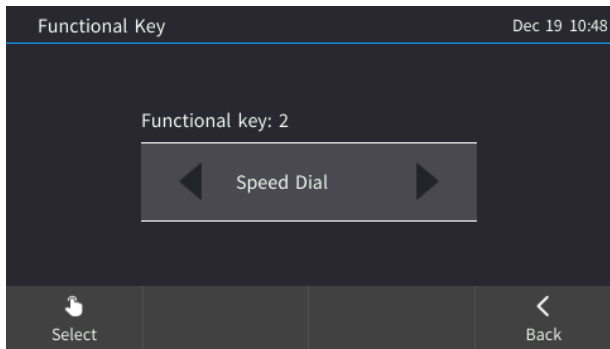 Functional Key Dec 19 10:48
Functional key: 2
Speed Dial
Select Back